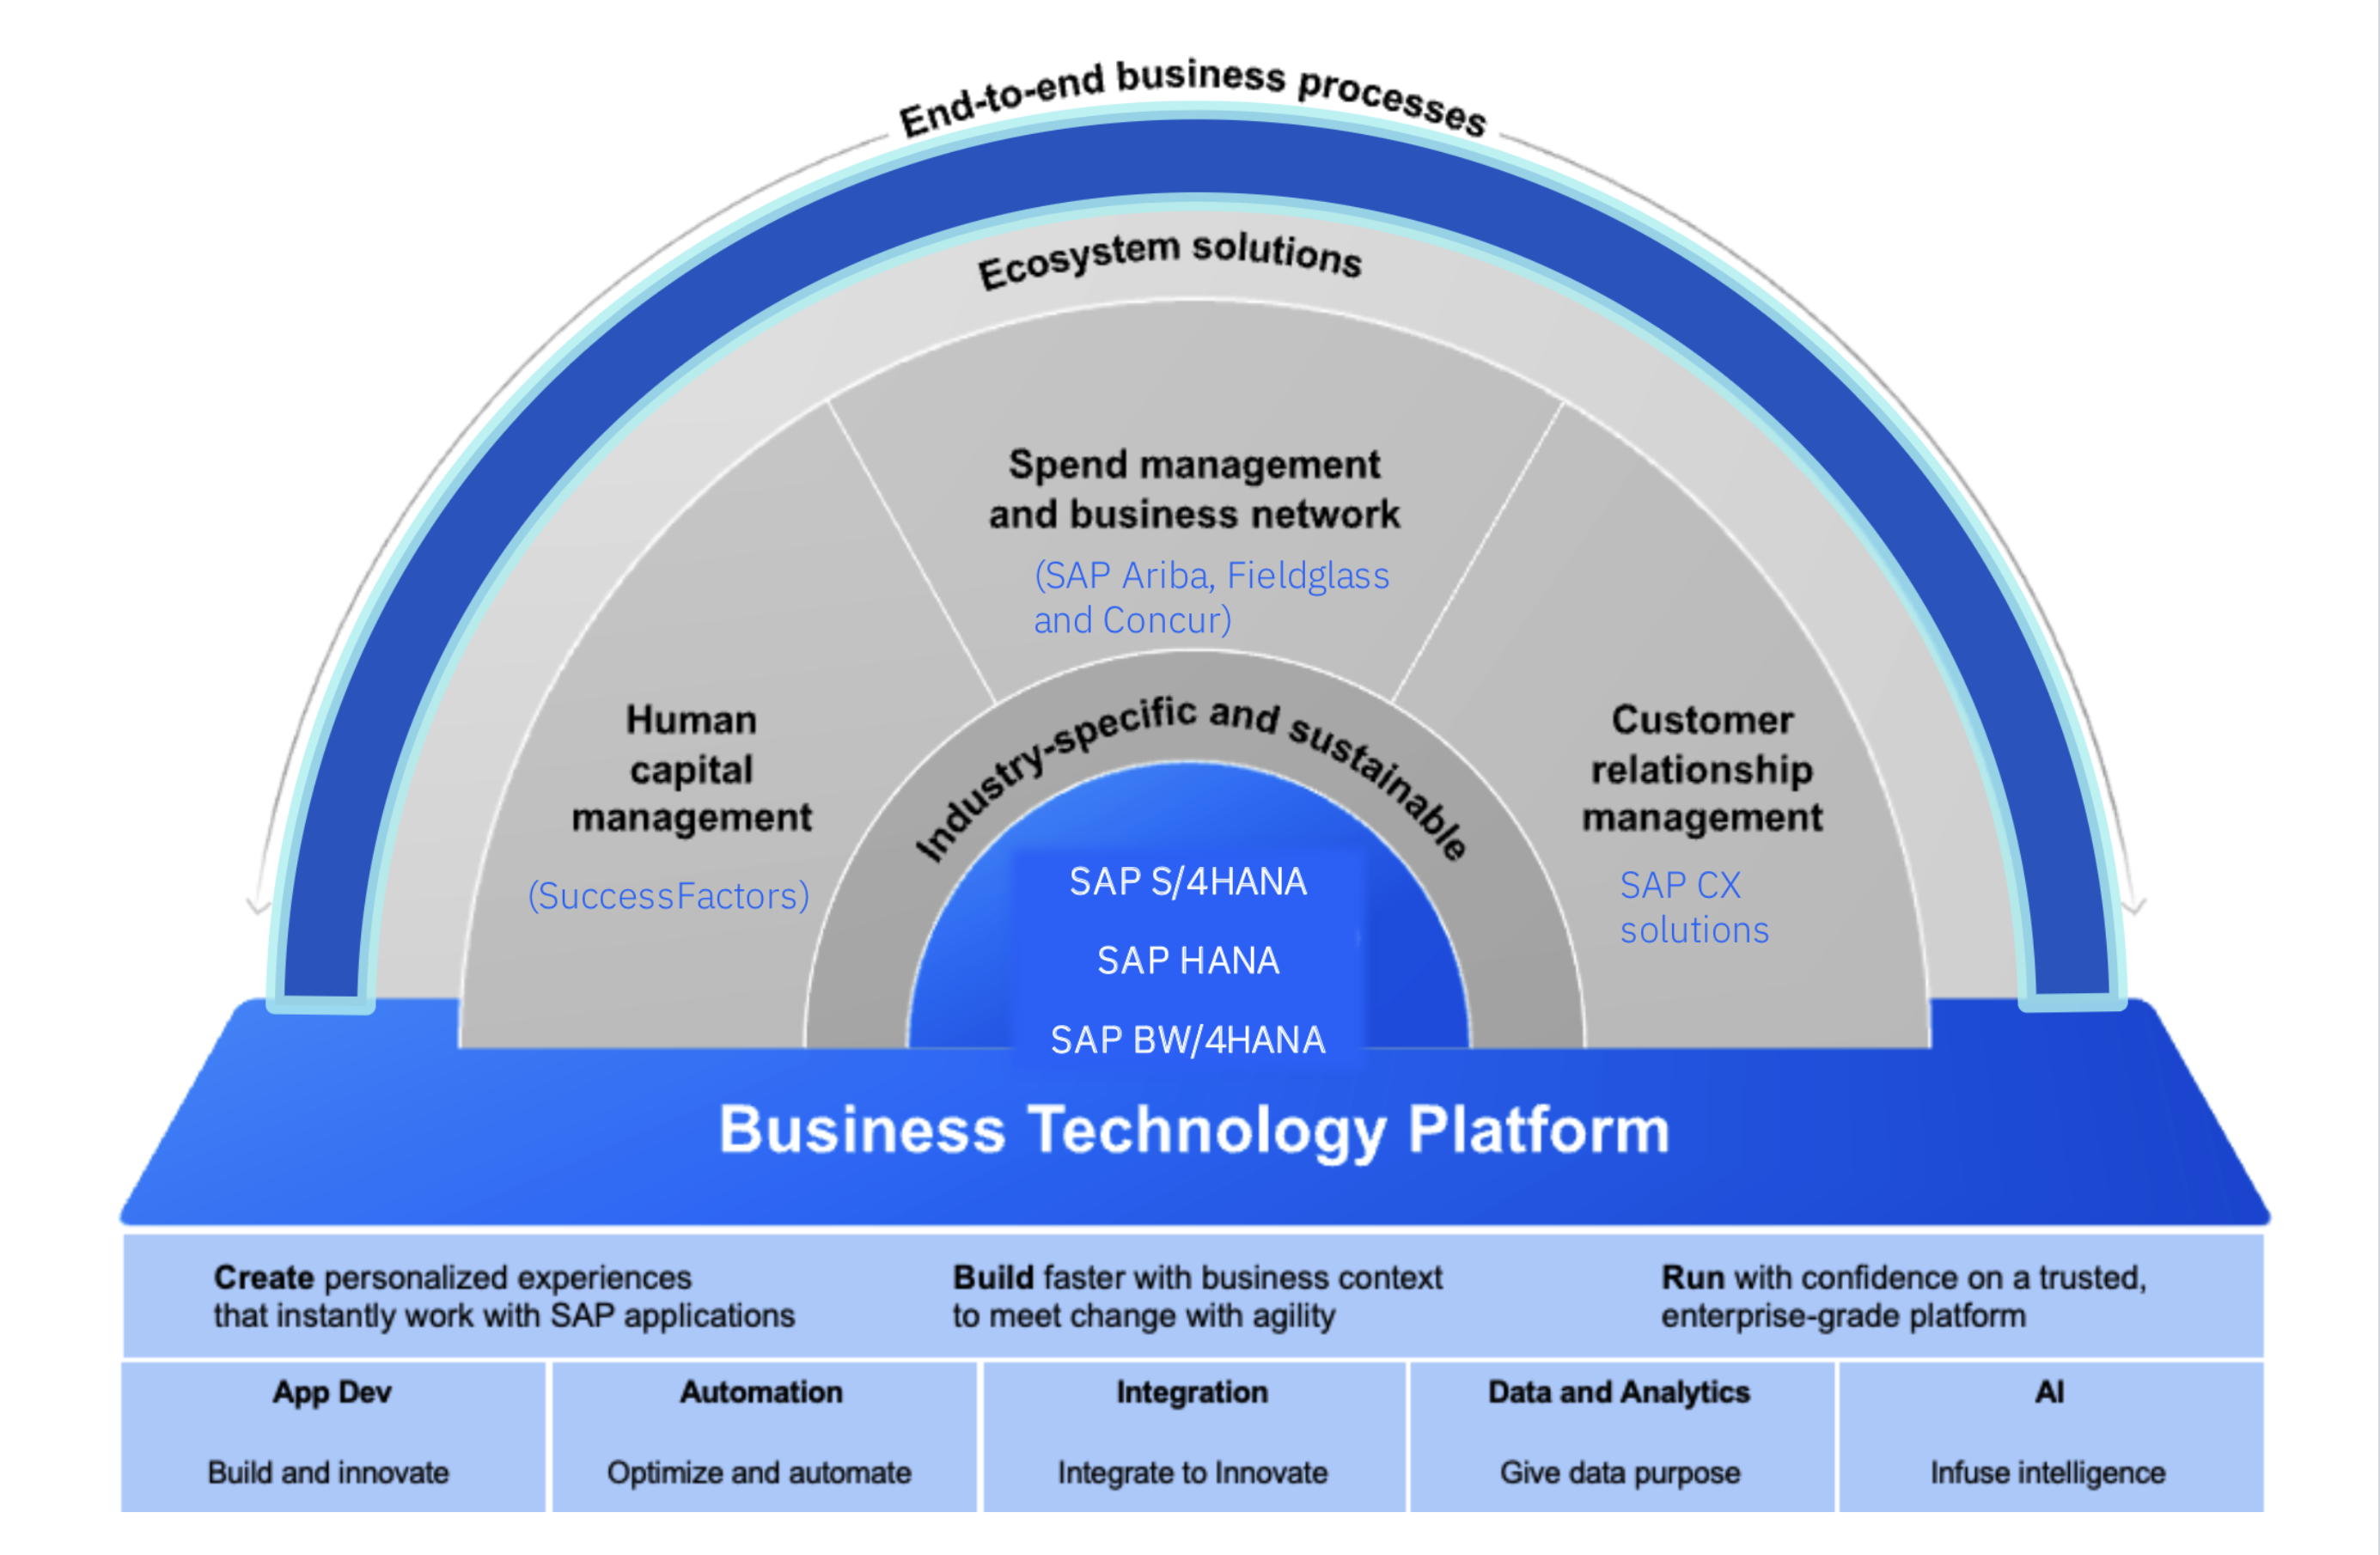 End-to-end business processes
Ecosystem solutions
Spend management
and business network
(SAP Ariba, Fieldglass
and Concur)
Human
capital
management
(SuccessFactors)
Customer
relationship
management
SAP CX
solutions
Industry-specific and sustainable
SAP S/4HANA
SAP HANA
SAP BW/4HANA
Business Technology Platform
Create personalized experiences
that instantly work with SAP applications
Build faster with business context
to meet change with agility
Run with confidence on a trusted,
enterprise-grade platform
App Dev
Build and innovate
Automation
Optimize and automate
Integration
Integrate to Innovate
Data and Analytics
Give data purpose
AI
Infuse intelligence